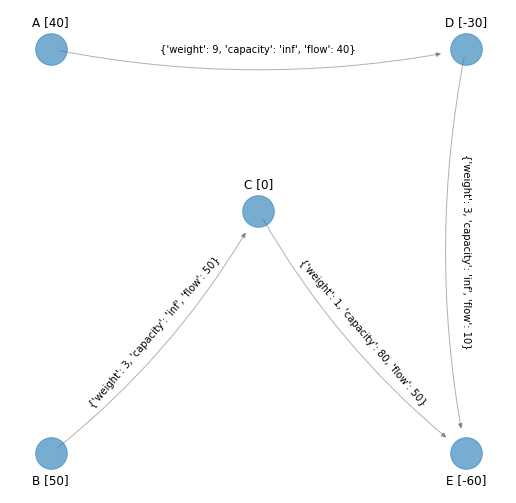 A [40]
D [-30]
{'weight': 9, 'capacity': 'inf', 'flow': 40}
{'weight': 3, 'capacity': 'inf', 'flow': 10}
C [0]
{'weight': 3, 'capacity': 'inf', 'flow': 50}
{'weight': 1, 'capacity': 80, 'flow': 50}
B [50]
E [-60]